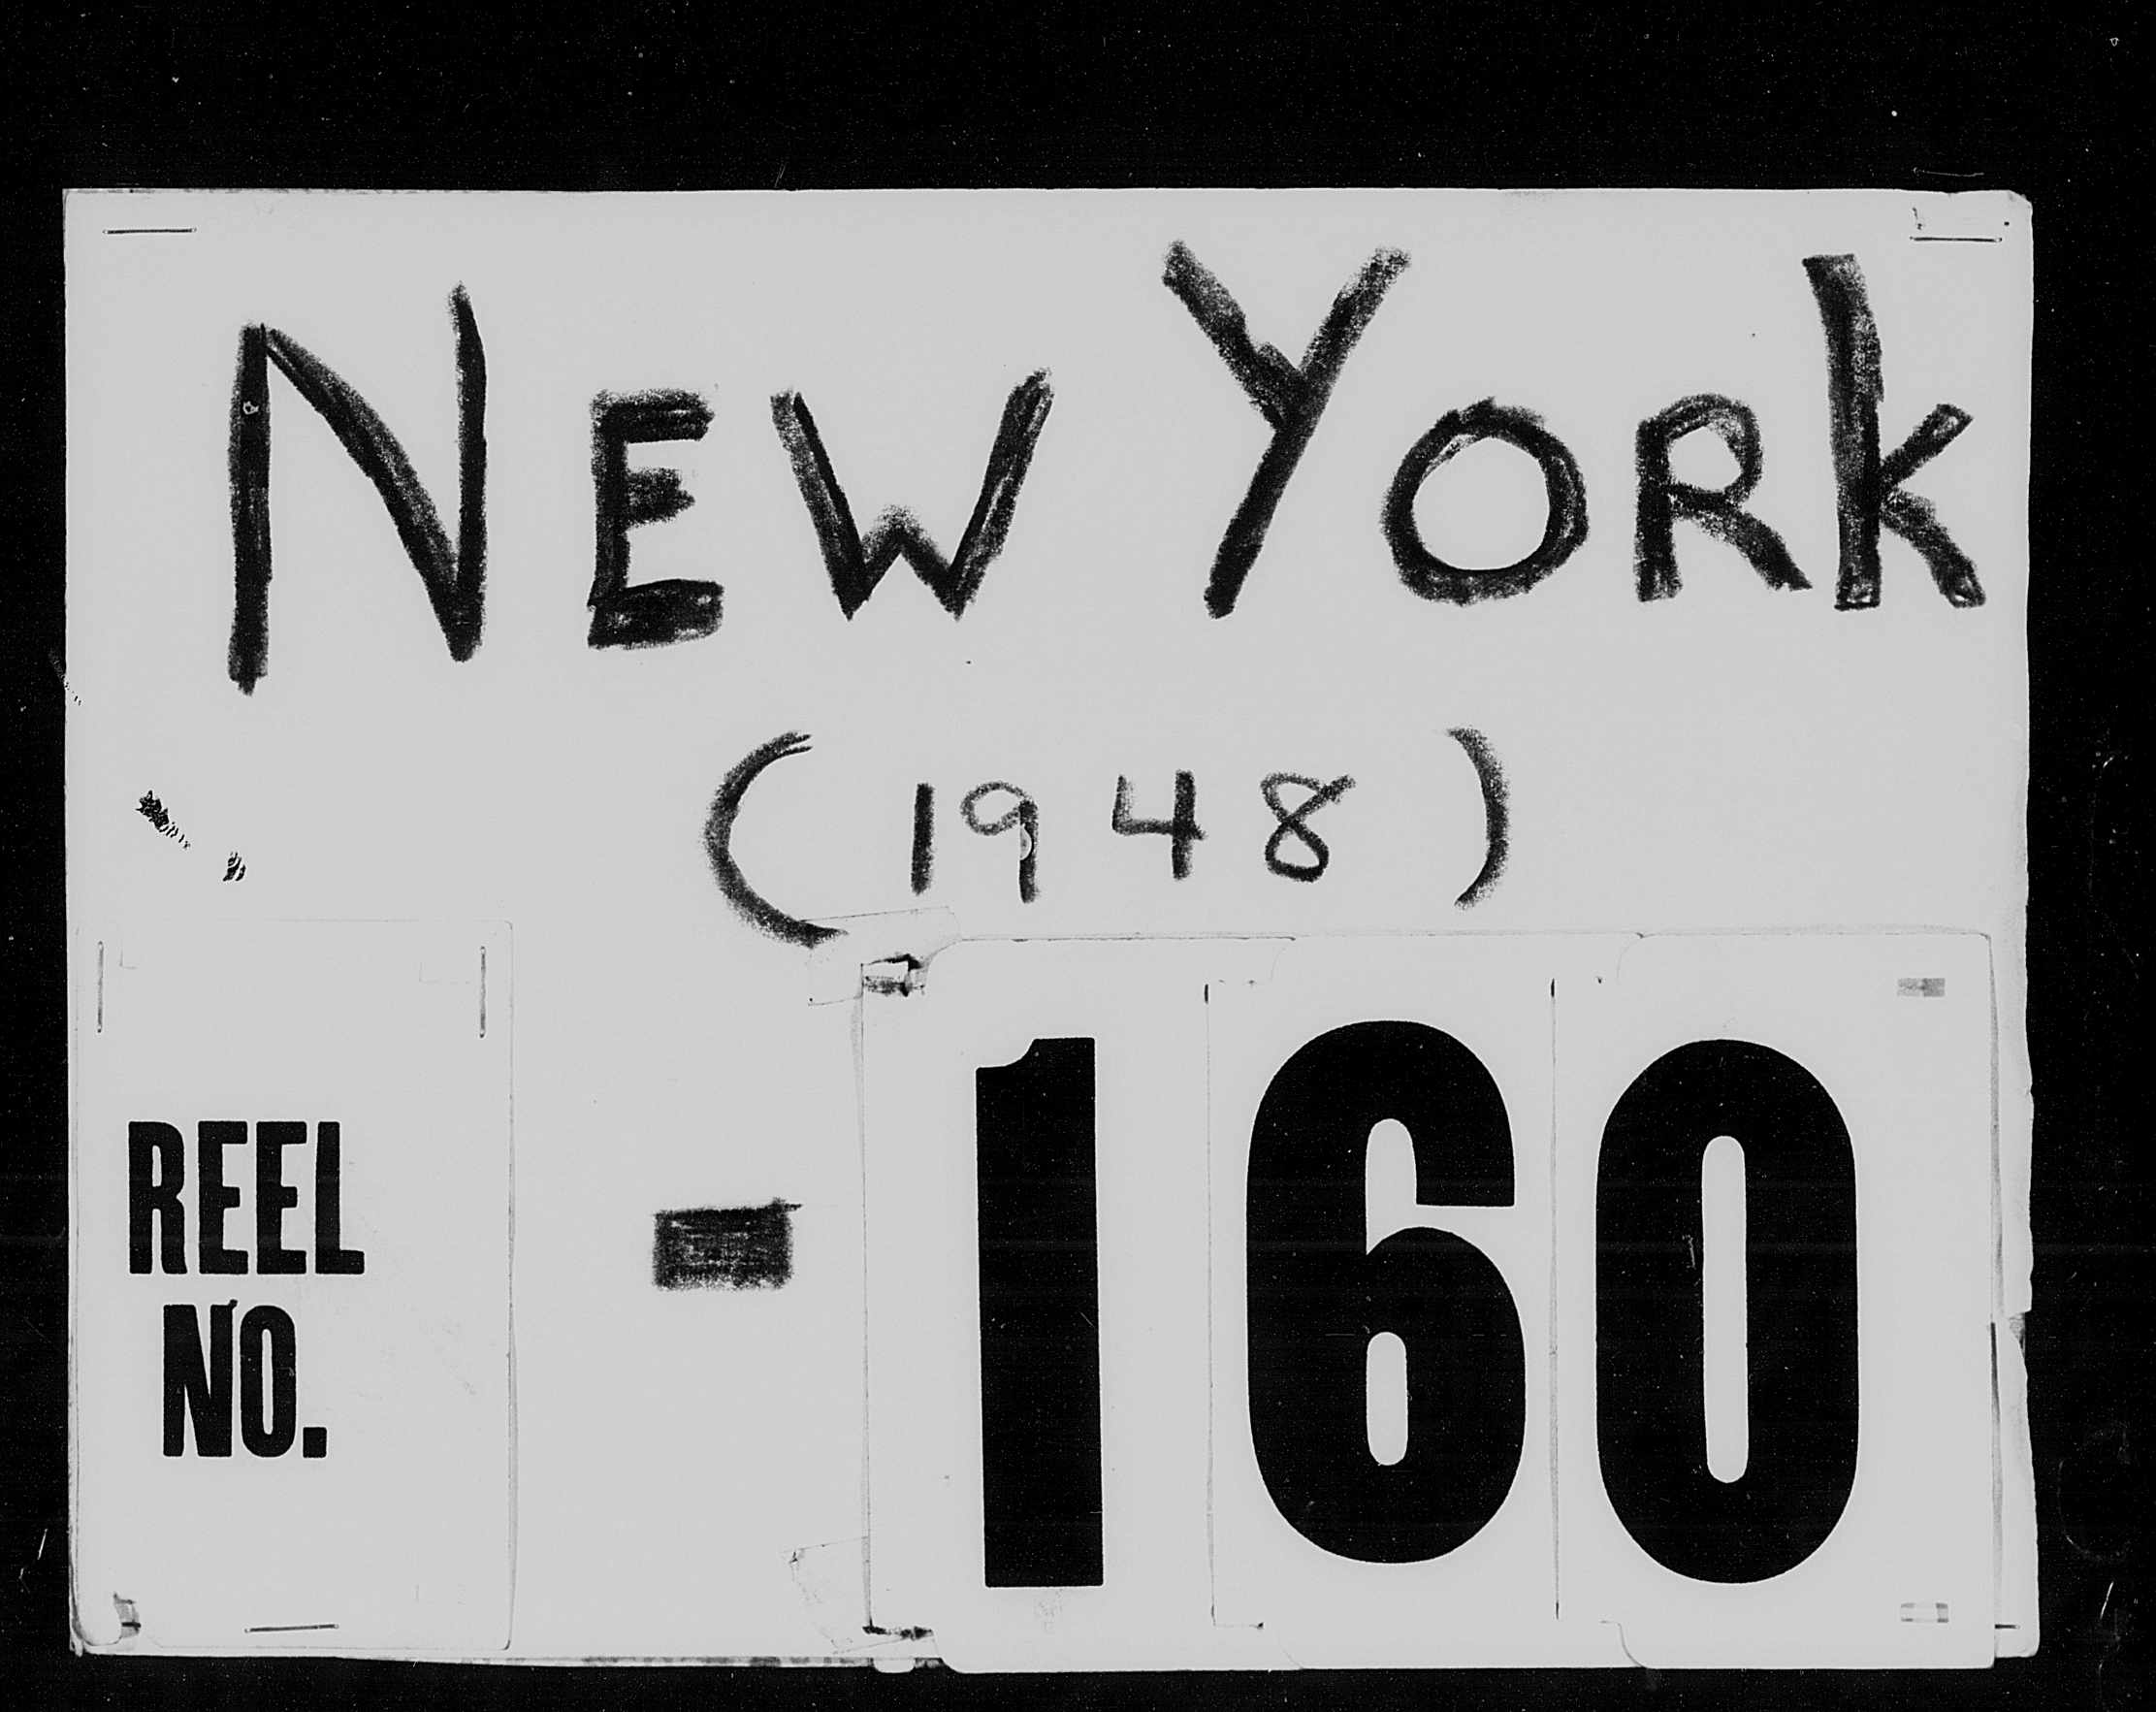 NEW YORk
(1948)
REEL
NO.
- 160